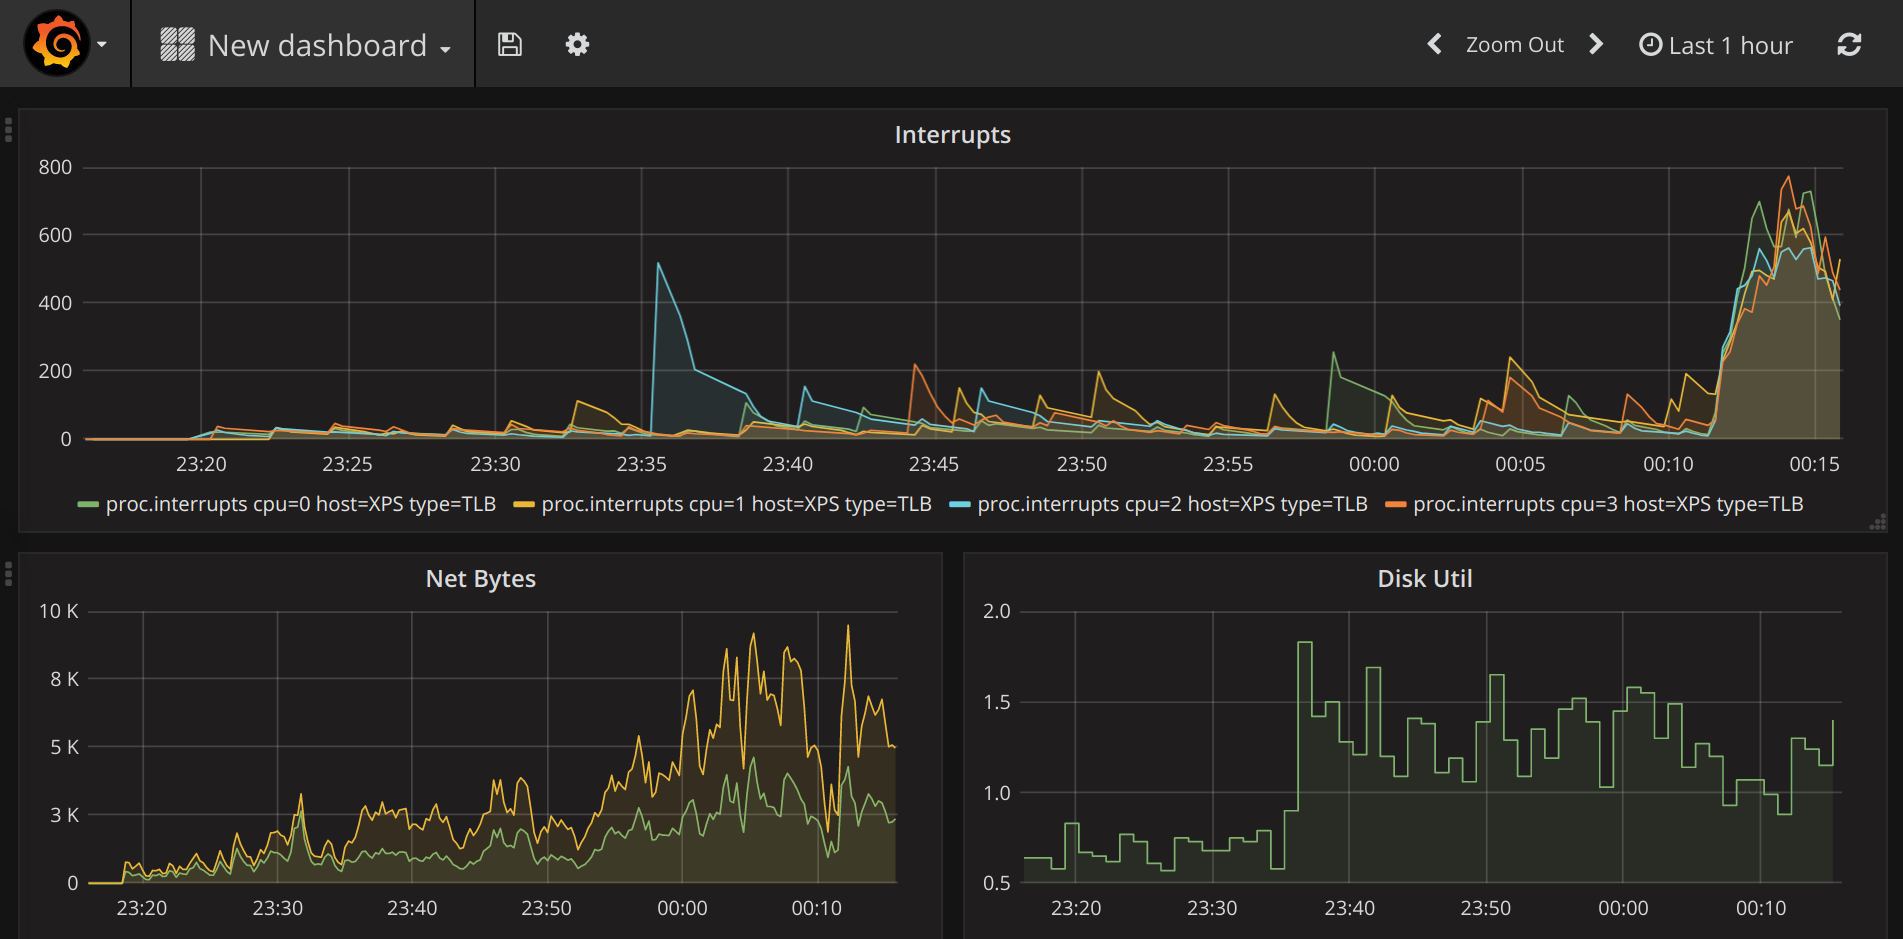 New dashboard
Zoom Out
Last 1 hour
Interrupts
800
600
400
200
0
23:20 23:25 23:30 23:35 23:40 23:45 23:50 23:55 00:00 00:05 00:10 00:15
proc.interrupts cpu=0 host=XPS type=TLB proc.interrupts cpu=1 host=XPS type=TLB proc.interrupts cpu=2 host=XPS type=TLB proc.interrupts cpu=3 host=XPS type=TLB
Net Bytes
10 K
8 K
5 K
3 K
0
23:20 23:30 23:40 23:50 00:00 00:10
Disk Util
2.0
1.5
1.0
0.5
23:20 23:30 23:40 23:50 00:00 00:10